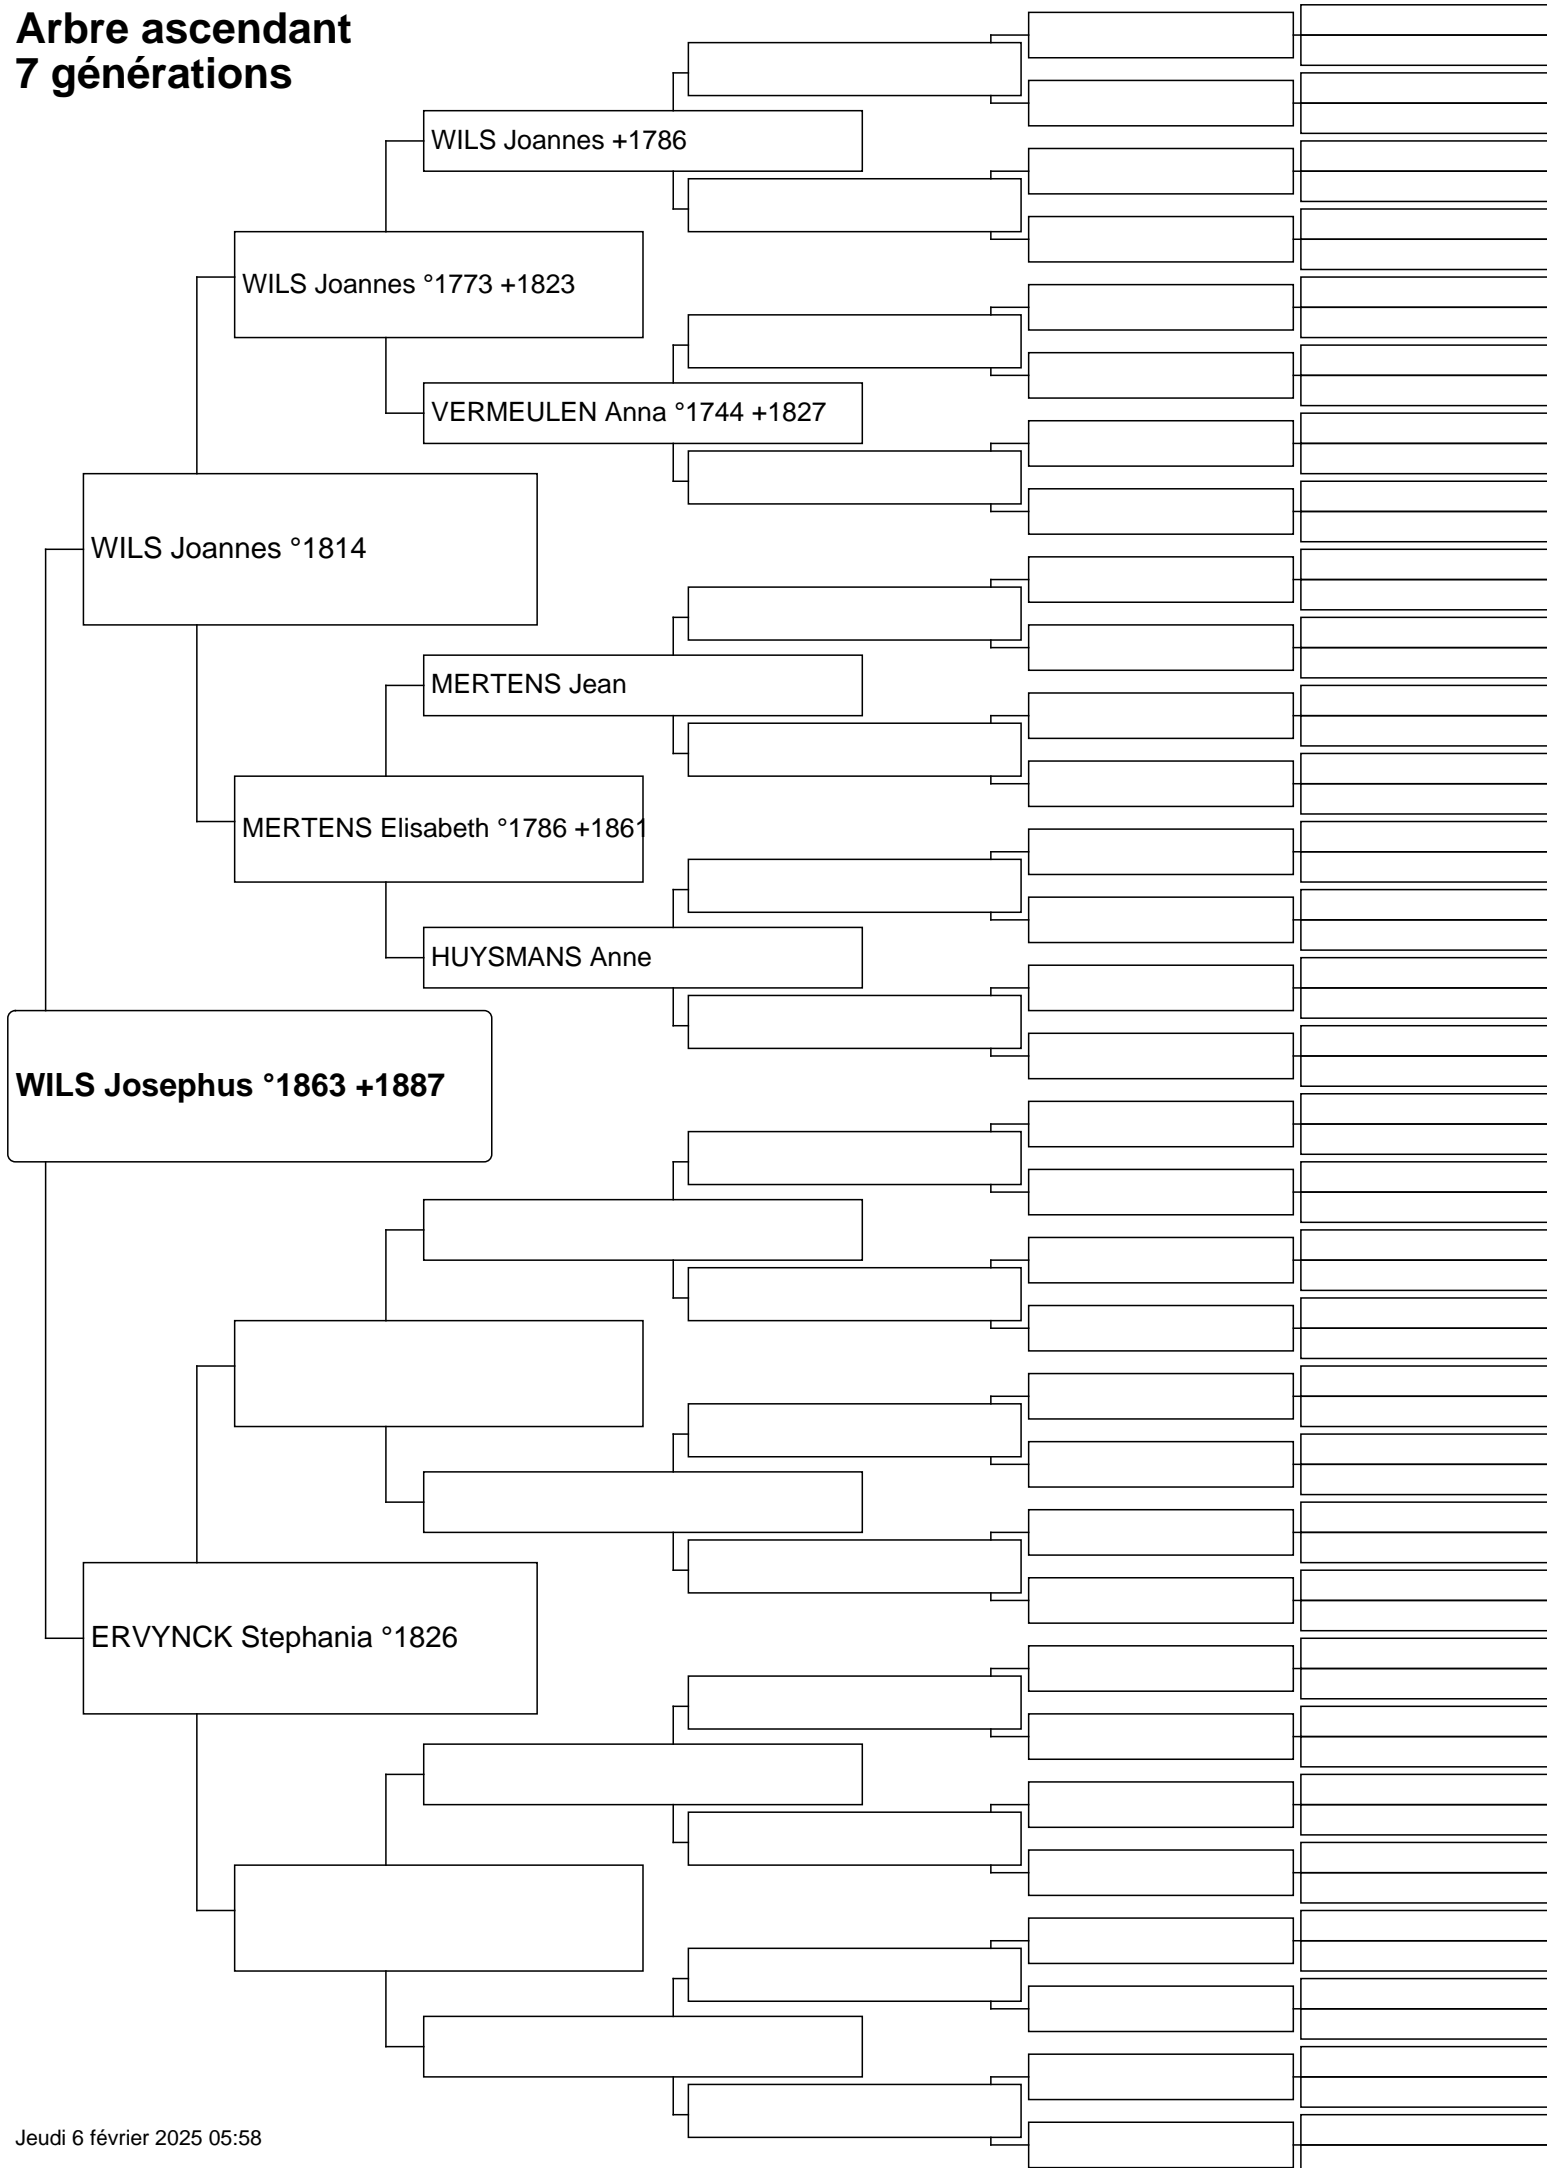 Arbre ascendant
7 générations
WILS Joannes +1786
WILS Joannes °1773 +1823
VERMEULEN Anna °1744 +1827
WILS Joannes °1814
MERTENS Jean
MERTENS Elisabeth °1786 +1861
HUYSMANS Anne
WILS Josephus °1863 +1887
ERVYNCK Stephania °1826
Jeudi 6 février 2025 05:58